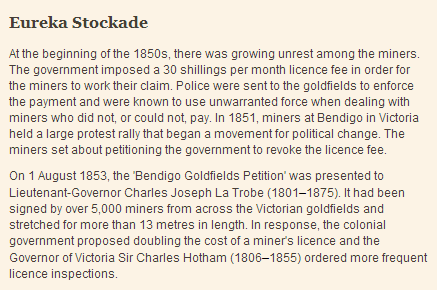 Eureka Stockade
At the beginning of the 1850s, there was growing unrest among the miners.
The government imposed a 30 shillings per month licence fee in order for
the miners to work their claim. Police were sent to the goldfields to enforce
the payment and were known to use unwarranted force when dealing with
miners who did not, or could not, pay. In 1851, miners at Bendigo in Victoria
held a large protest rally that began a movement for political change. The
miners set about petitioning the government to revoke the licence fee.
On 1 August 1853, the 'Bendigo Goldfields Petition' was presented to
Lieutenant-Governor Charles Joseph La Trobe (1801–1875). It had been
signed by over 5,000 miners from across the Victorian goldfields and
stretched for more than 13 metres in length. In response, the colonial
government proposed doubling the cost of a miner's licence and the
Governor of Victoria Sir Charles Hotham (1806–1855) ordered more frequent
licence inspections.